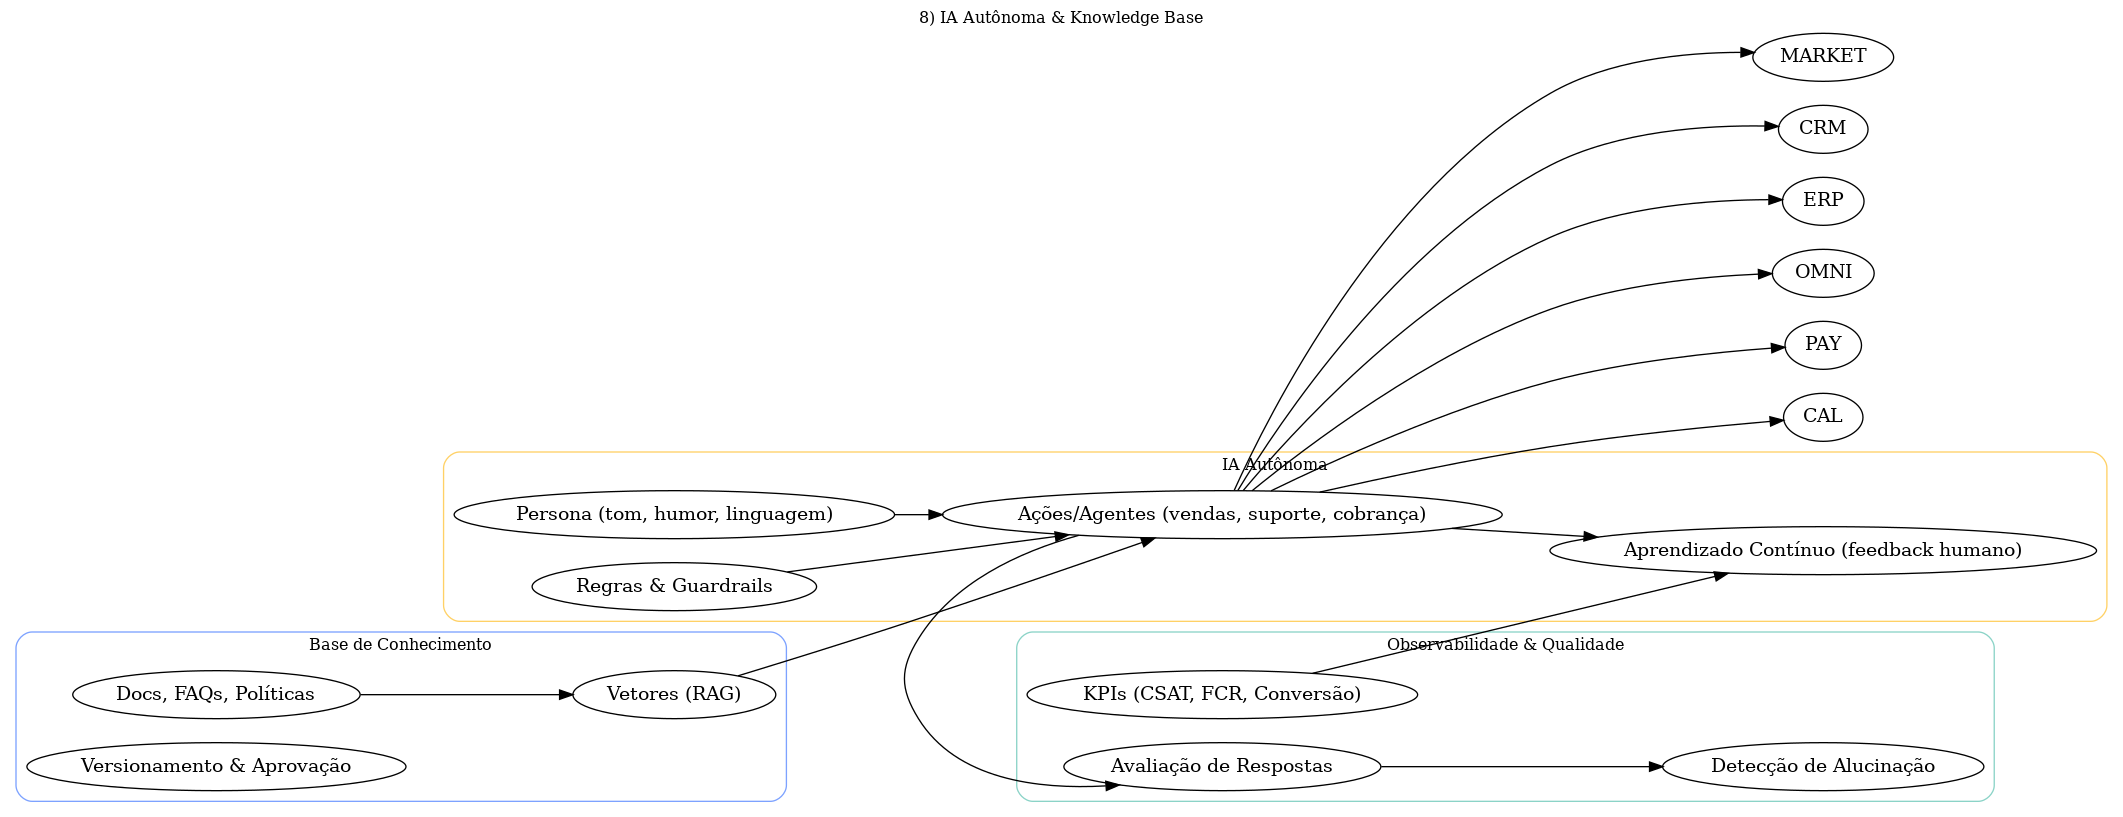 8) IA Autônoma & Knowledge Base
MARKET
CRM
ERP
OMNI
PAY
CAL
IA Autônoma
Persona (tom, humor, linguagem)
Ações/Agentes (vendas, suporte, cobrança)
Aprendizado Contínuo (feedback humano)
Regras & Guardrails
Base de Conhecimento
Docs, FAQs, Políticas
Vetores (RAG)
Versionamento & Aprovação
Observabilidade & Qualidade
KPIs (CSAT, FCR, Conversão)
Avaliação de Respostas
Detecção de Alucinação